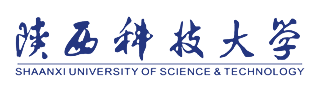 陕西科技大学
SHAANXI UNIVERSITY OF SCIENCE & TECHNOLOGY